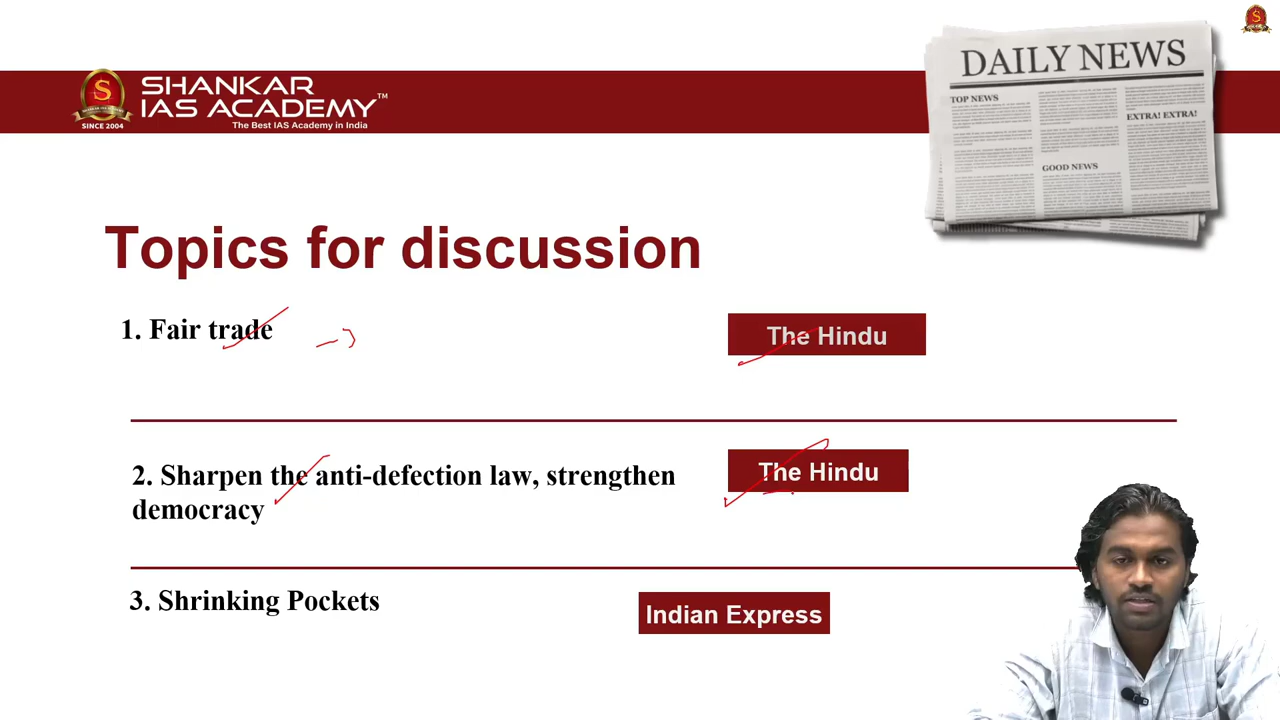 SHANKAR
IAS ACADEMY™
The Best IAS Academy in India
S
SINCE 2004
DAILY NEWS
TOP NEWS
EXTRA! EXTRA!
GOOD NEWS
Topics for discussion
1. Fair trade
The Hindu
2. Sharpen the anti-defection law, strengthen
democracy
The Hindu
3. Shrinking Pockets
Indian Express